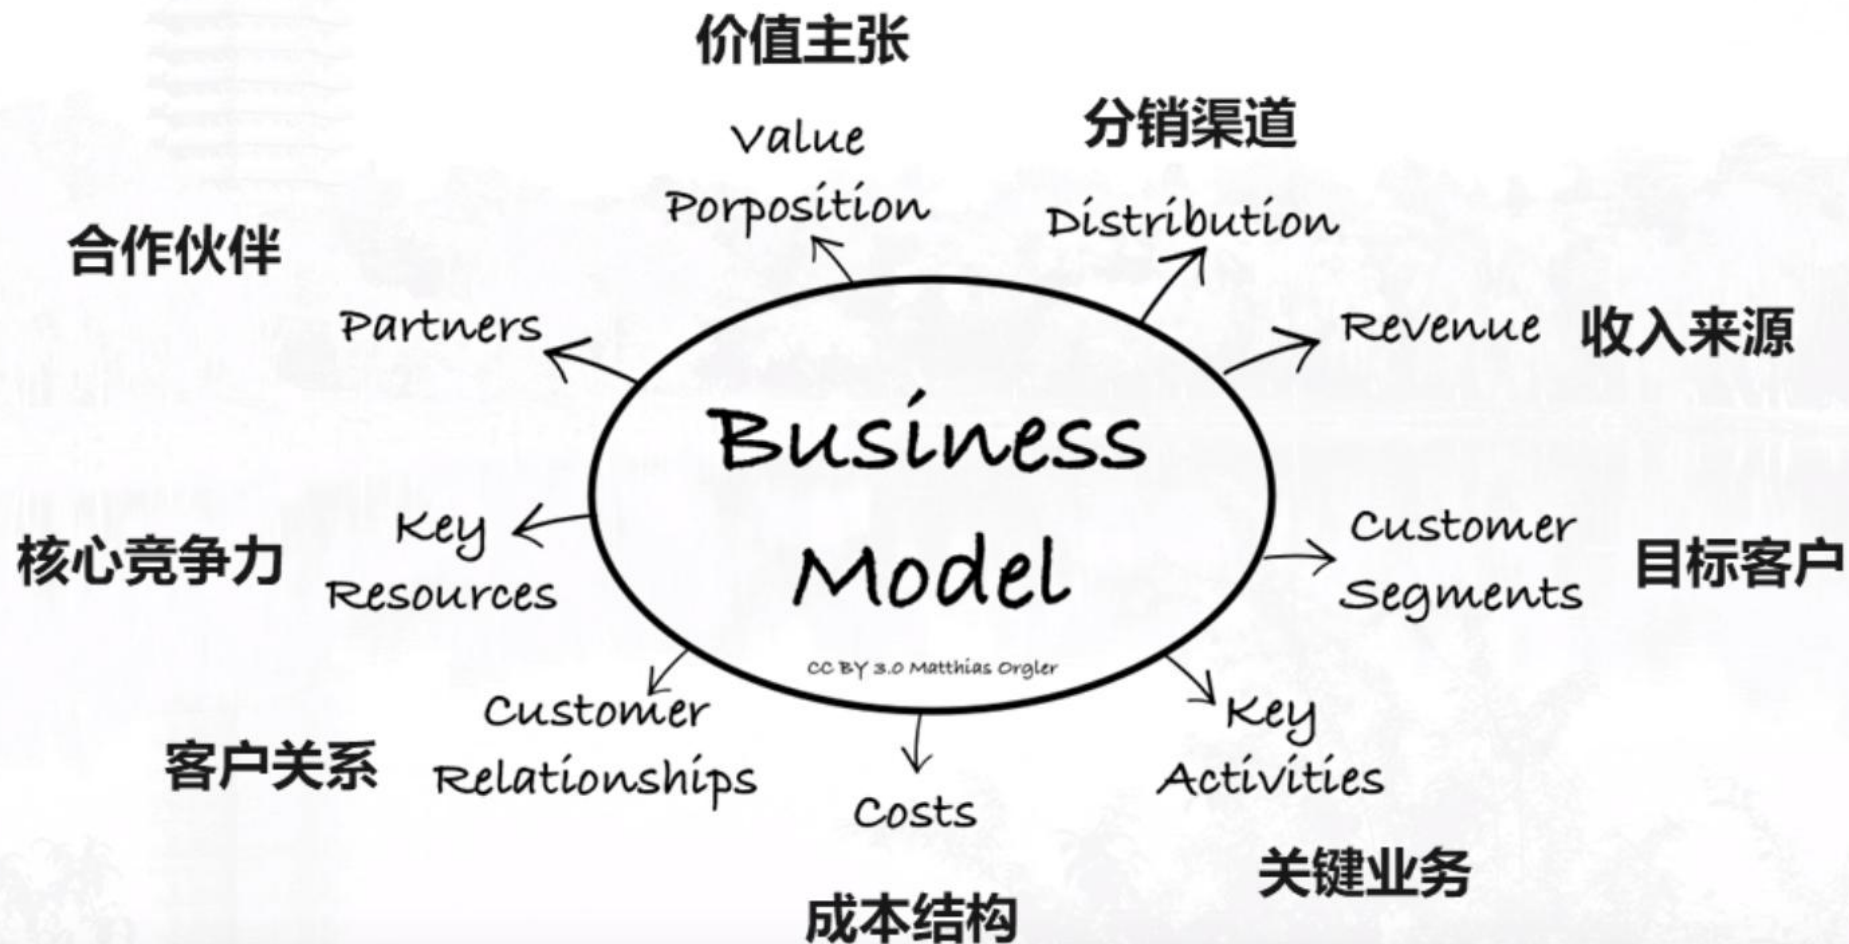 价值主张
分销渠道
Value
Porposition
Distribution
合作伙伴
Partners
Revenue 收入来源
Business
Model
Key
Resources
核心竞争力
Customer
Segments
目标客户
CC BY 3.0 Matthias Orgler
Customer
Relationships
客户关系
Key
Activities
Costs
关键业务
成本结构